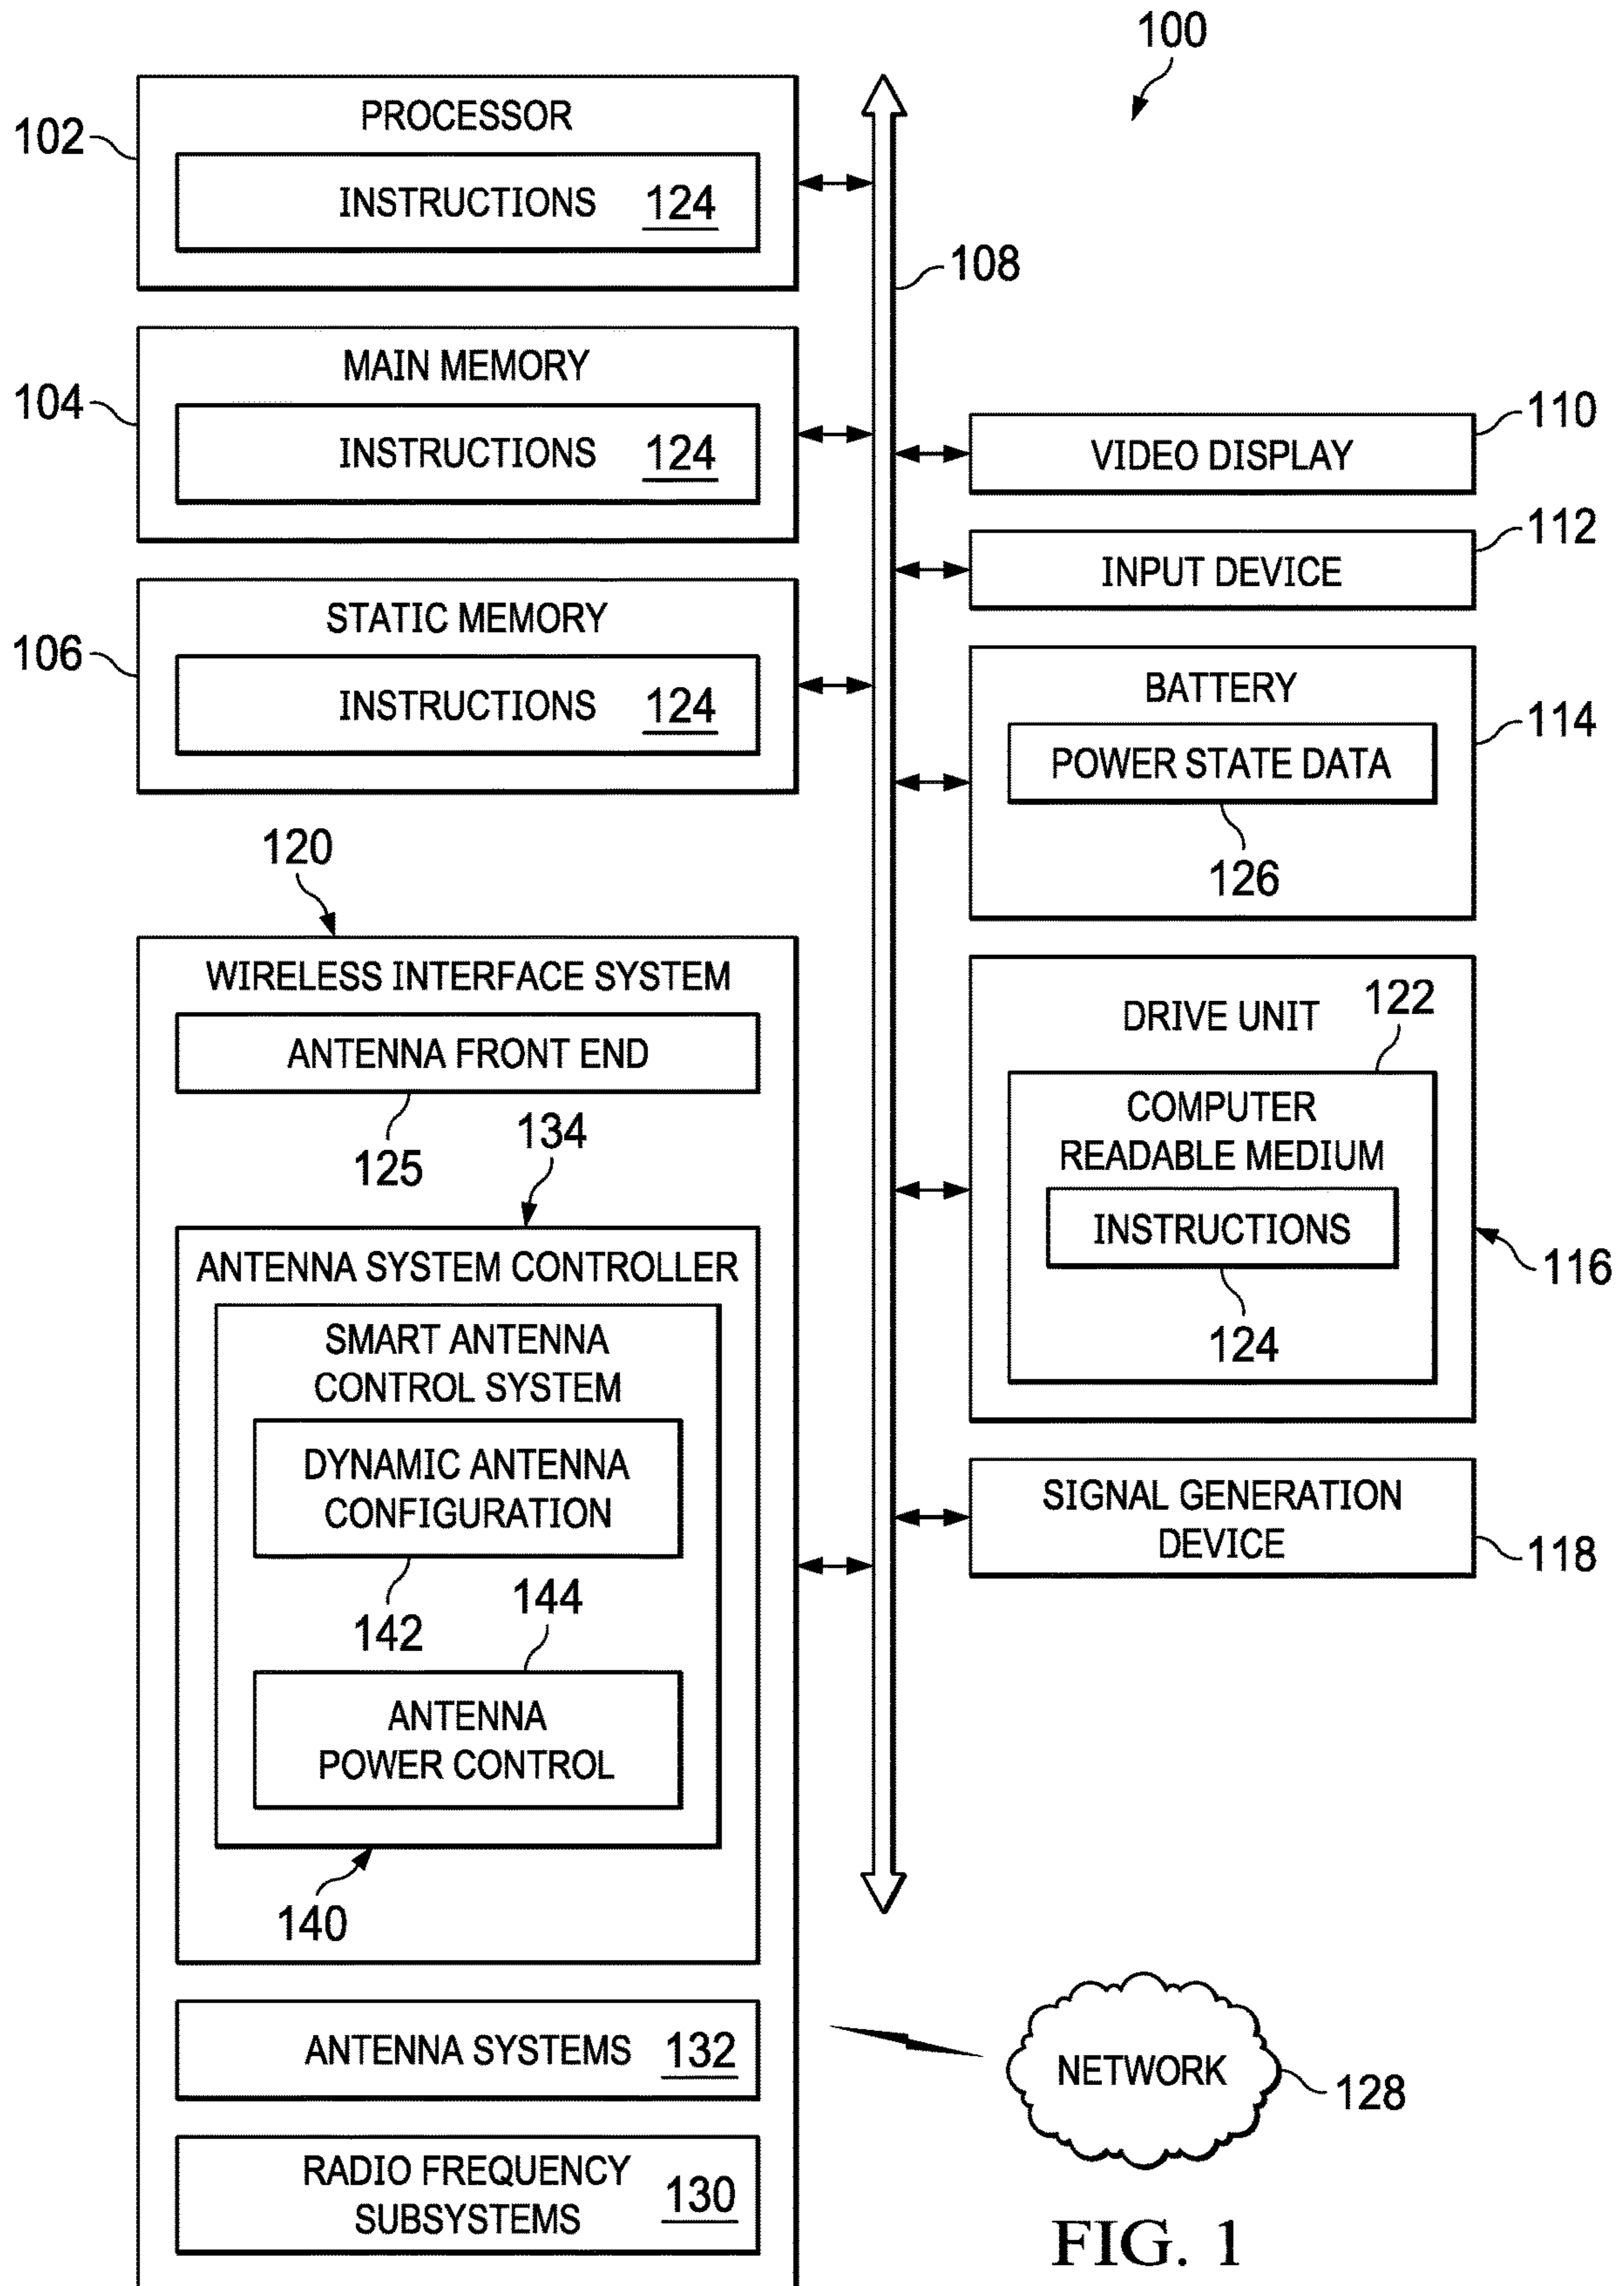 100
PROCESSOR
102
INSTRUCTIONS 124
108
MAIN MEMORY
104
INSTRUCTIONS 124
110
VIDEO DISPLAY
112
INPUT DEVICE
STATIC MEMORY
106
INSTRUCTIONS 124
BATTERY
114
POWER STATE DATA
126
120
WIRELESS INTERFACE SYSTEM
ANTENNA FRONT END
125
134
ANTENNA SYSTEM CONTROLLER
SMART ANTENNA
CONTROL SYSTEM
DYNAMIC ANTENNA
CONFIGURATION
142
144
ANTENNA
POWER CONTROL
140
ANTENNA SYSTEMS 132
RADIO FREQUENCY
SUBSYSTEMS 130
DRIVE UNIT
122
COMPUTER
READABLE MEDIUM
INSTRUCTIONS
116
124
SIGNAL GENERATION
DEVICE
118
NETWORK
128
FIG. 1